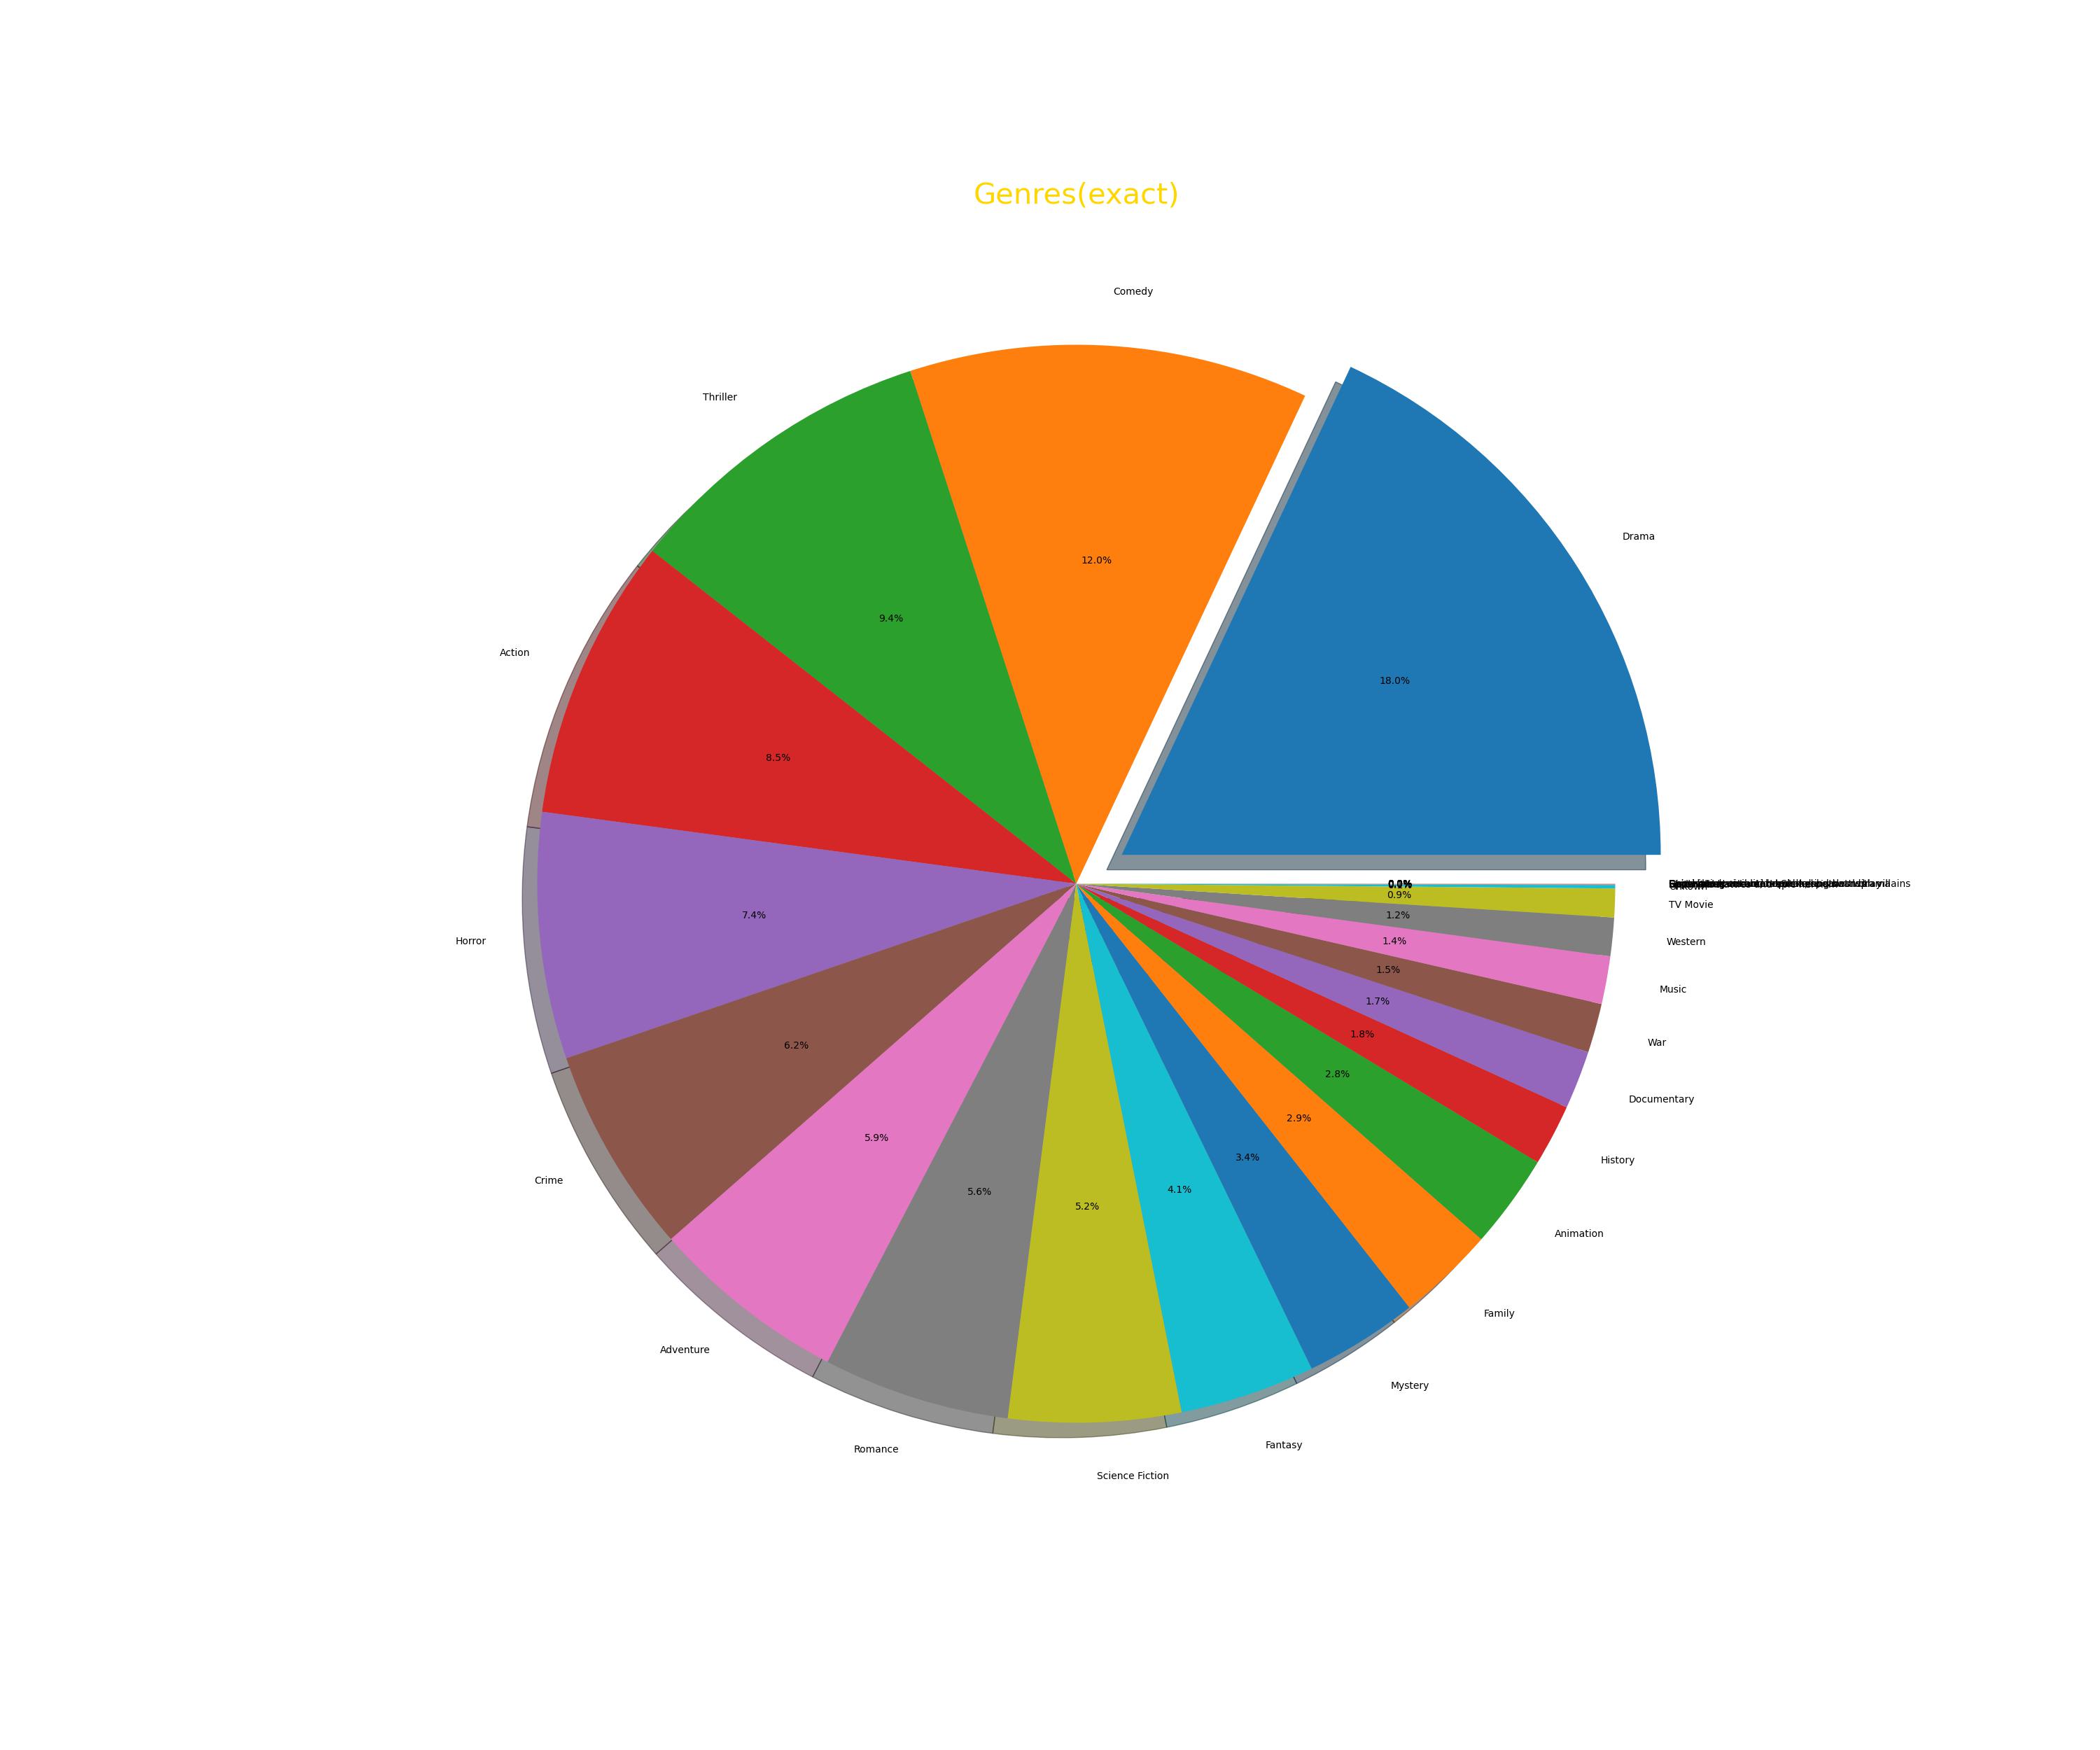 Genres(exact)
Comedy
Thriller
Drama
12.0%
9.4%
18.0%
Action
8.5%
7.4%
0.9%
TV Movie
1.2%
Western
Horror
1.4%
1.5%
Music
1.7%
War
6.2%
1.8%
2.8%
Documentary
2.9%
5.9%
3.4%
History
Crime
5.6%
4.1%
5.2%
Animation
Family
Adventure
Mystery
Romance
Fantasy
Science Fiction